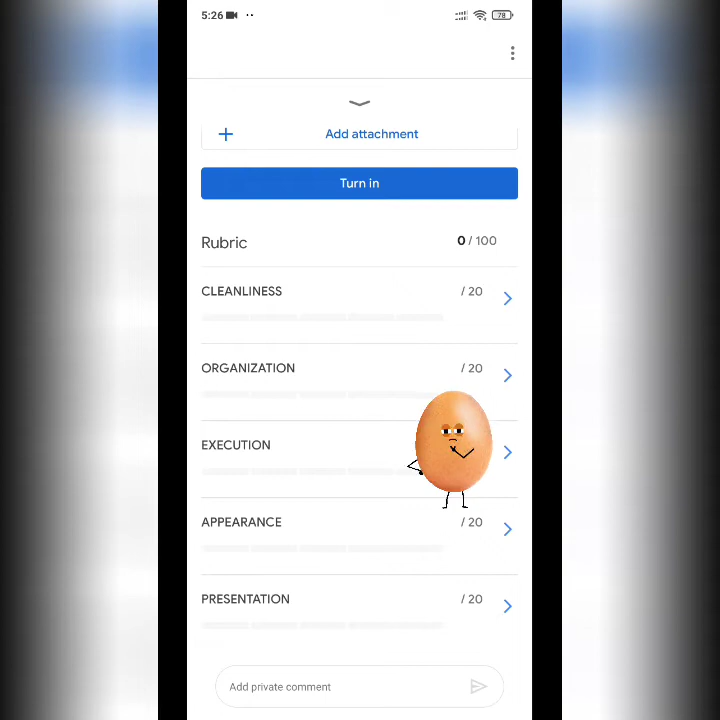 5:26
78
Add attachment
Turn in
Rubric 0 / 100
CLEANLINESS / 20
ORGANIZATION / 20
EXECUTION
APPEARANCE / 20
PRESENTATION / 20
Add private comment